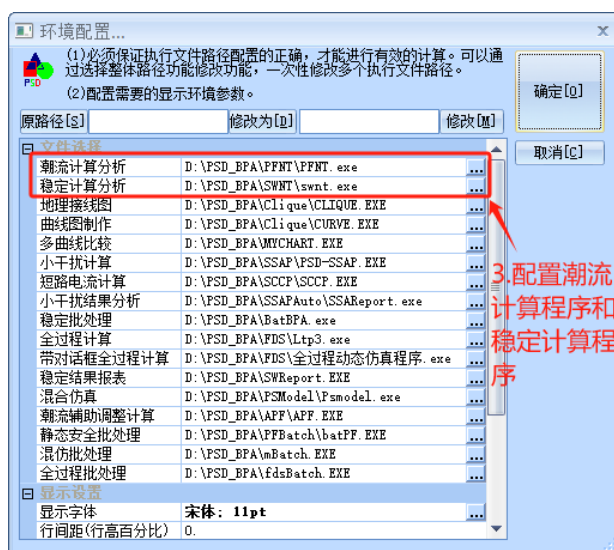 环境配置...
(1)必须保证执行文件路径配置的正确，才能进行有效的计算。可以通
过选择整体路径功能修改功能，一次性修改多个执行文件路径。
(2)配置需要的显示环境参数。
PSD
确定[O]
原路径[S] 修改为[D] 修改[M]
取消[C]
文件选择
潮流计算分析 D:\PSD_BPA\PFNT\PFNT.exe ...
稳定计算分析 D:\PSD_BPA\SWNT\swnt.exe ...
地理接线图 D:\PSD_BPA\Clique\CLIQUE.EXE ...
曲线图制作 D:\PSD_BPA\Clique\CURVE.EXE ...
多曲线比较 D:\PSD_BPA\MYCHART.EXE ...
小干扰计算 D:\PSD_BPA\SSAP\PSD-SSAP.EXE ...
短路电流计算 D:\PSD_BPA\SCCP\SCCP.EXE ...
小干扰结果分析 D:\PSD_BPA\SSAPAuto\SSAReport.exe ...
稳定批处理 D:\PSD_BPA\BatBPA.exe ...
全过程计算 D:\PSD_BPA\FDS\Ltp3.exe ...
带对话框全过程计算 D:\PSD_BPA\FDS\全过程动态仿真程序.exe ...
稳定结果报表 D:\PSD_BPA\SWReport.EXE ...
混合仿真 D:\PSD_BPA\PSModel\Psmodel.exe ...
潮流辅助调整计算 D:\PSD_BPA\APF\APF.EXE ...
静态安全批处理 D:\PSD_BPA\PFBatch\batPF.EXE ...
混仿批处理 D:\PSD_BPA\mBatch.EXE ...
全过程批处理 D:\PSD_BPA\fdsBatch.EXE ...
显示设置
显示字体 宋体: 11pt ...
行间距(行高百分比) 0.
3.配置潮流
计算程序和
稳定计算程
序